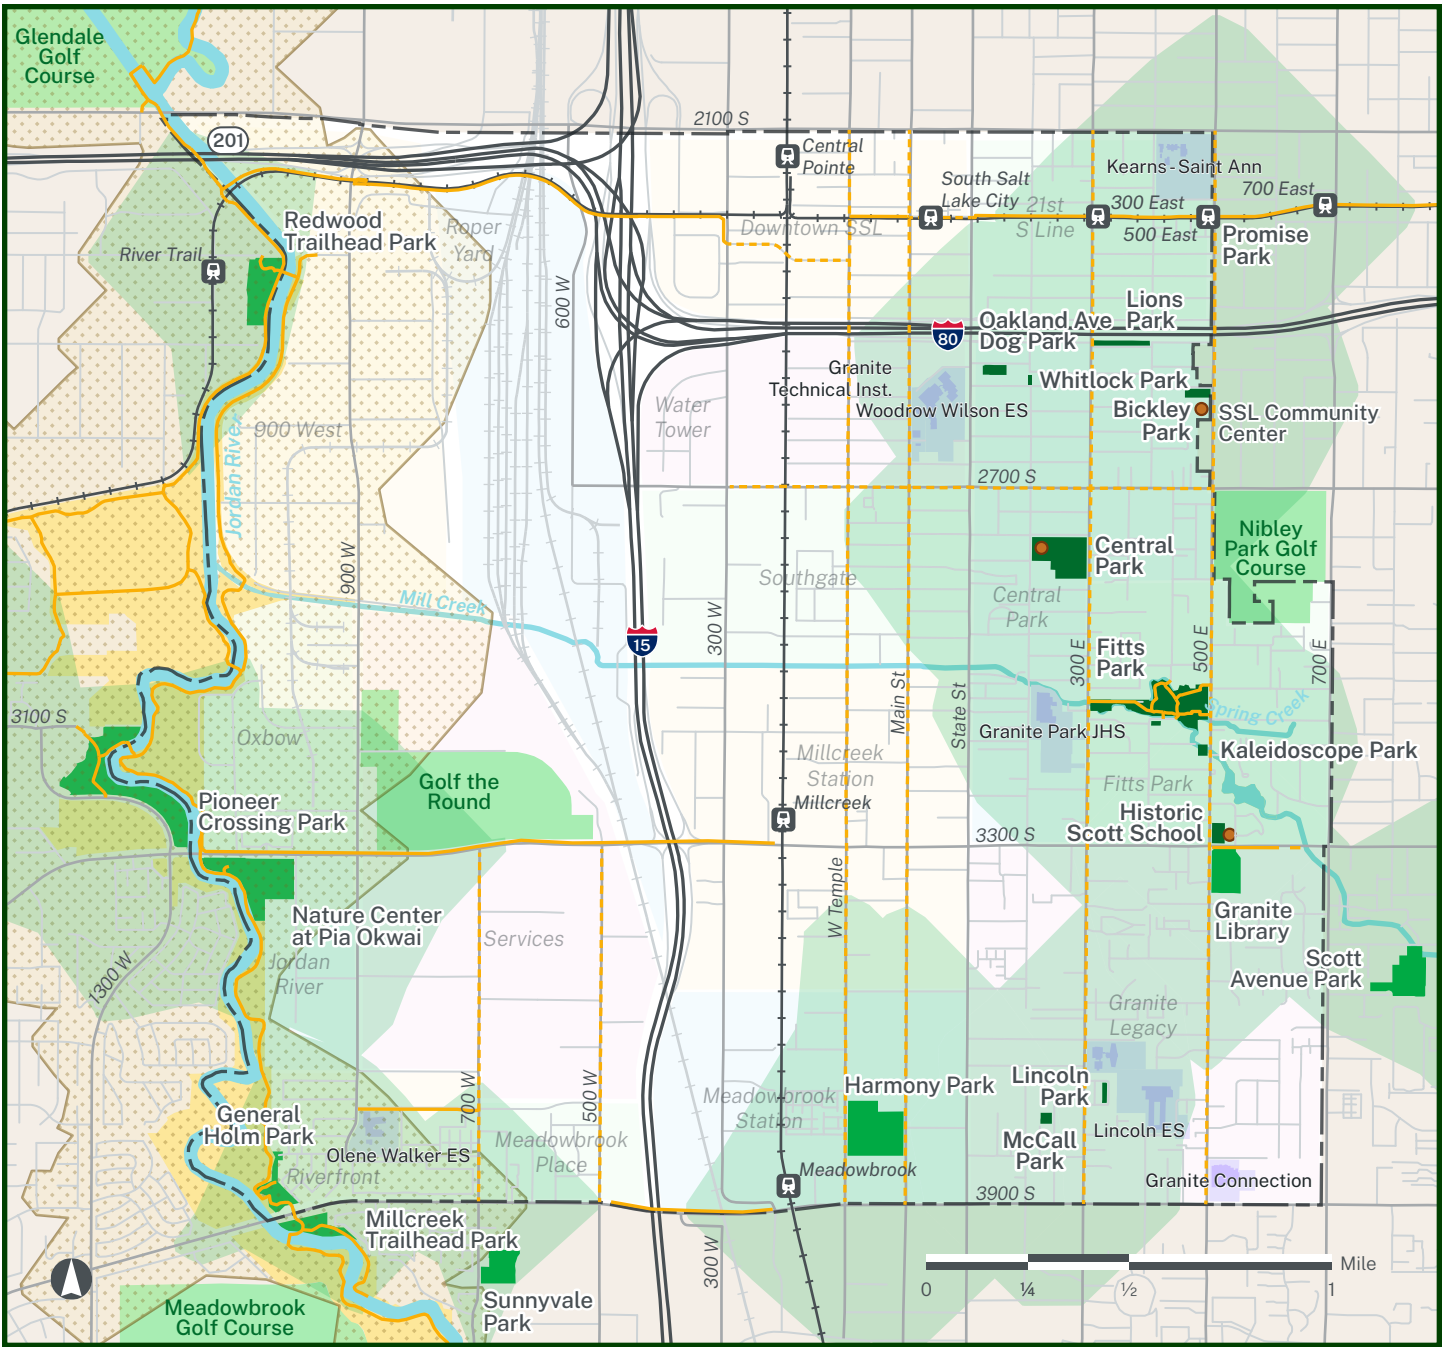 Glendale
Golf
Course
201
2100 S
Central
Pointe
Kearns-Saint Ann
South Salt
Lake City
21st
S Line
300 East
700 East
500 East
Promise
Park
Downtown SSL
Redwood
Trailhead Park
Roper
Yard
River Trail
600 W
Lions
Park
Oakland Ave
Dog Park
80
Granite
Technical Inst.
Whitlock Park
Woodrow Wilson ES
Bickley
Park
SSL Community
Center
Water
Tower
900 West
Jordan River
2700 S
Nibley
Park Golf
Course
Central
Park
900 W
Southgate
Central
Park
Mill Creek
15
300 W
Fitts
Park
300 E
500 E
700 E
Main St
State St
Spring Creek
3100 S
Oxbow
Granite Park JHS
Kaleidoscope Park
Millcreek
Station
Fitts Park
Golf the
Round
Millcreek
Pioneer
Crossing Park
Historic
Scott School
3300 S
W Temple
Nature Center
at Pia Okwai
Services
Granite
Library
Jordan
River
1300 W
Scott
Avenue Park
Granite
Legacy
700 W
500 W
Meadowbrook
Station
Harmony Park
Lincoln
Park
General
Holm Park
McCall
Park
Lincoln ES
Meadowbrook
Place
Olene Walker ES
Riverfront
Meadowbrook
Granite Connection
3900 S
Millcreek
Trailhead Park
300 W
Mile
0
¼
½
1
Sunnyvale
Park
Meadowbrook
Golf Course